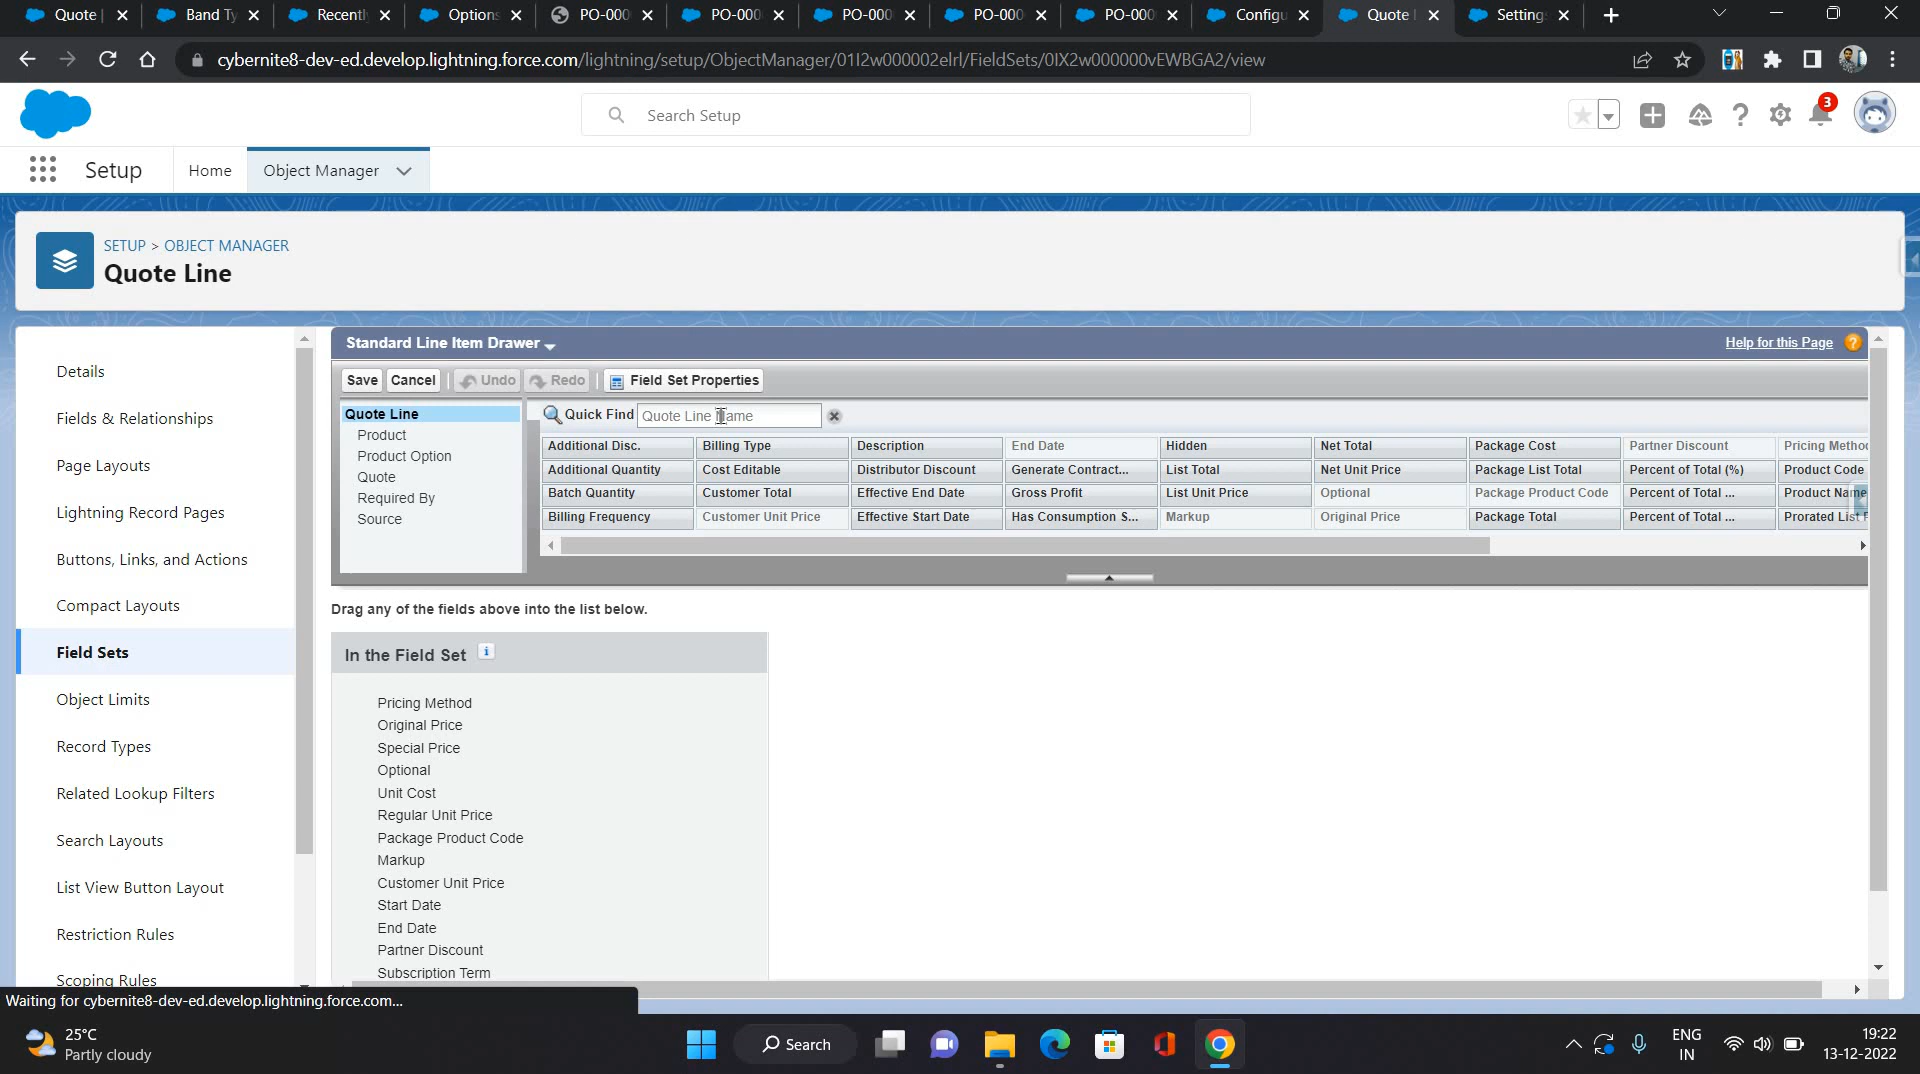 Quote
Band Ty
Recently
Options
PO-000
PO-000
PO-000
PO-000
PO-000
Configu
Quote
Settings
cybernite8-dev-ed.develop.lightning.force.com/lightning/setup/ObjectManager/01I2w000002elrl/FieldSets/0IX2w000000vEWBGA2/view
Search Setup
3
Setup
Home
Object Manager
SETUP > OBJECT MANAGER
Quote Line
Details
Fields & Relationships
Page Layouts
Lightning Record Pages
Buttons, Links, and Actions
Compact Layouts
Field Sets
Object Limits
Record Types
Related Lookup Filters
Search Layouts
List View Button Layout
Restriction Rules
Scoping Rules
Standard Line Item Drawer
Help for this Page ?
Save Cancel Undo Redo Field Set Properties
Quote Line
Product
Product Option
Quote
Required By
Source
Quick Find Quote Line Name
Additional Disc. Billing Type Description End Date Hidden Net Total Package Cost Partner Discount Pricing Method
Additional Quantity Cost Editable Distributor Discount Generate Contract... List Total Net Unit Price Package List Total Percent of Total (%) Product Code
Batch Quantity Customer Total Effective End Date Gross Profit List Unit Price Optional Package Product Code Percent of Total ... Product Name
Billing Frequency Customer Unit Price Effective Start Date Has Consumption S... Markup Original Price Package Total Percent of Total ... Prorated List P
Drag any of the fields above into the list below.
In the Field Set i
Pricing Method
Original Price
Special Price
Optional
Unit Cost
Regular Unit Price
Package Product Code
Markup
Customer Unit Price
Start Date
End Date
Partner Discount
Subscription Term
Waiting for cybernite8-dev-ed.develop.lightning.force.com...
25°C
Partly cloudy
Search
ENG
IN
19:22
13-12-2022